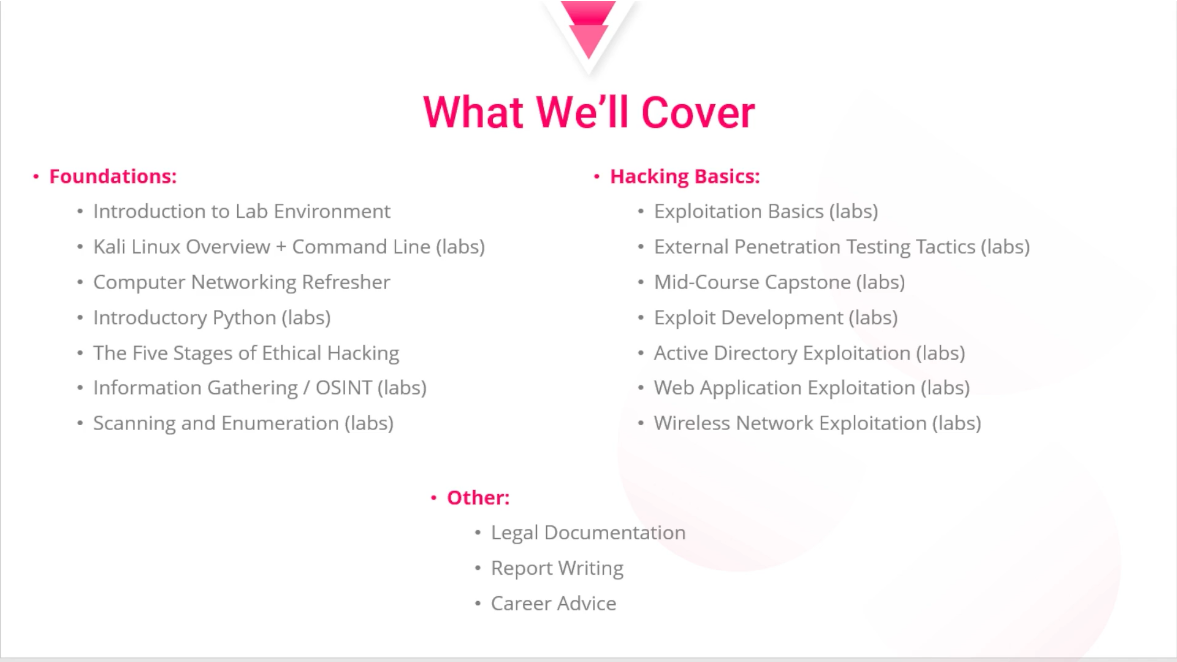 What We’ll Cover
• Foundations:
• Introduction to Lab Environment
• Kali Linux Overview + Command Line (labs)
• Computer Networking Refresher
• Introductory Python (labs)
• The Five Stages of Ethical Hacking
• Information Gathering / OSINT (labs)
• Scanning and Enumeration (labs)
• Hacking Basics:
• Exploitation Basics (labs)
• External Penetration Testing Tactics (labs)
• Mid-Course Capstone (labs)
• Exploit Development (labs)
• Active Directory Exploitation (labs)
• Web Application Exploitation (labs)
• Wireless Network Exploitation (labs)
• Other:
• Legal Documentation
• Report Writing
• Career Advice